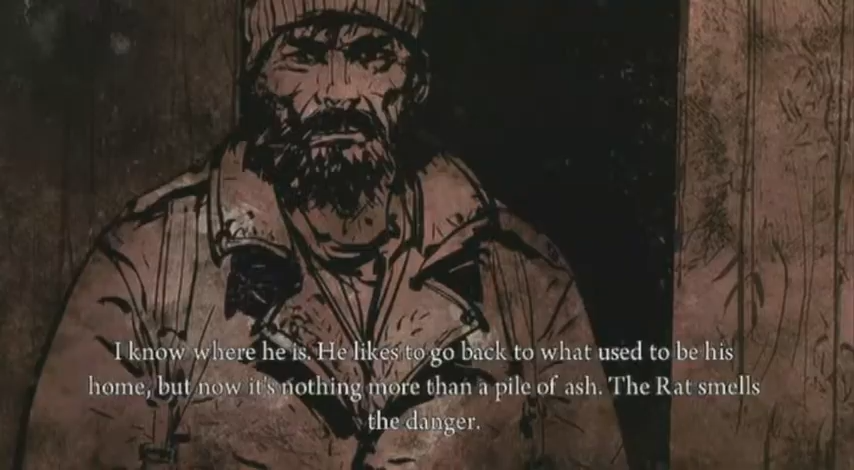 I know where he is. He likes to go back to what used to be his
home, but now it's nothing more than a pile of ash. The Rat smells
the danger.